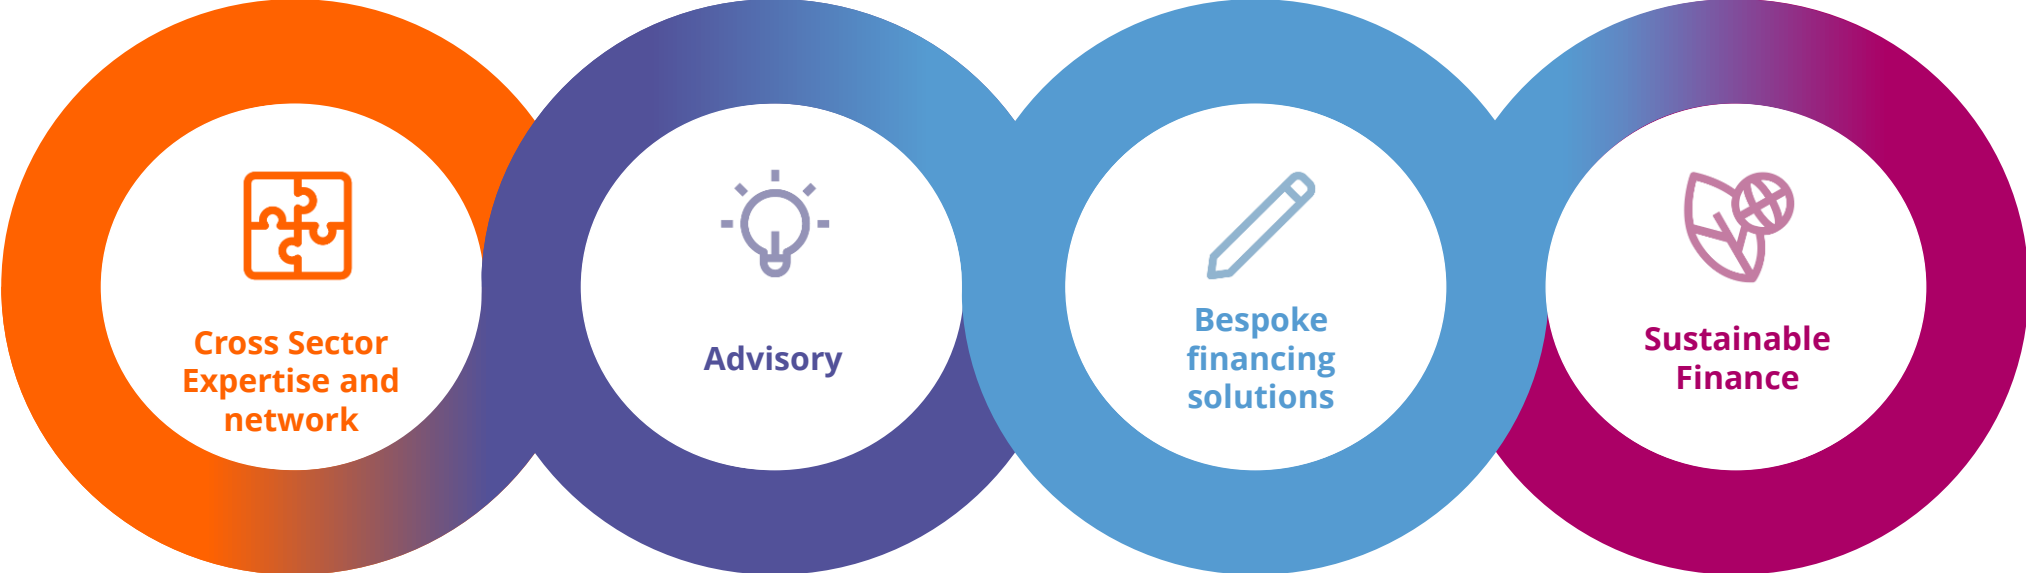 Cross Sector
Expertise and
network
Advisory
Bespoke
financing
solutions
Sustainable
Finance